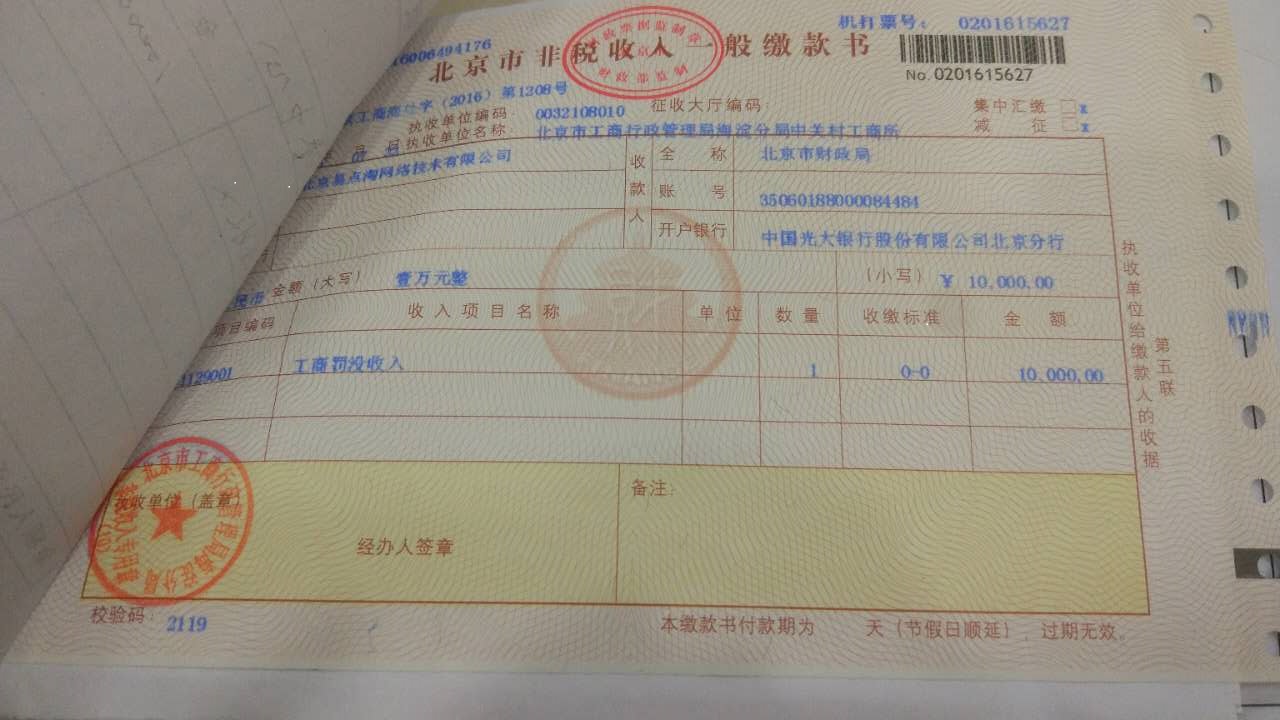 机打票号: 0201615627
16006494176
北京市非税收入一般缴款书
No.0201615627
工商 字 (2016) 第1308号
执收单位编码 0032108010 征收大厅编码: 集中汇缴 x
执收单位名称 北京市工商行政管理局海淀分局中关村工商所 减 征 x
北京易点淘网络技术有限公司
收款人
全 称 北京市财政局
账 号 35060188000084484
开户银行 中国光大银行股份有限公司北京分行
民币 金额(大写) 壹万元整 (小写) ¥ 10,000.00
项目编码 收入项目名称 单位 数量 收缴标准 金 额
1129001 工商罚没收入 1 0-0 10,000.00
执收单位给缴款人的收据
第五联
执收单位(盖章)
经办人签章
备注:
校验码: 2119
本缴款书付款期为 天(节假日顺延),过期无效。